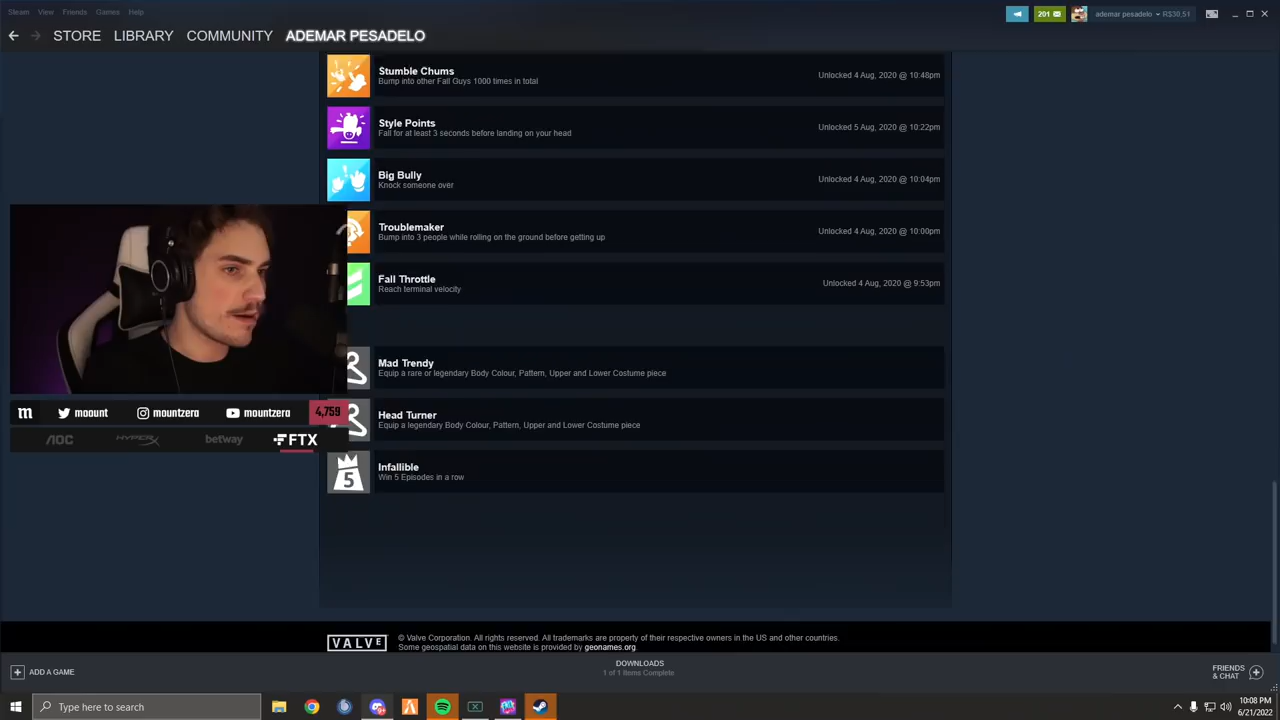 Steam View Friends Games Help
201
ademar pesadelo
R$30,51
STORE LIBRARY COMMUNITY ADEMAR PESADELO
Stumble Chums
Bump into other Fall Guys 1000 times in total
Unlocked 4 Aug, 2020 @ 10:48pm
Style Points
Fall for at least 3 seconds before landing on your head
Unlocked 5 Aug, 2020 @ 10:22pm
Big Bully
Knock someone over
Unlocked 4 Aug, 2020 @ 10:04pm
Troublemaker
Bump into 3 people while rolling on the ground before getting up
Unlocked 4 Aug, 2020 @ 10:00pm
Fall Throttle
Reach terminal velocity
Unlocked 4 Aug, 2020 @ 9:53pm
Mad Trendy
Equip a rare or legendary Body Colour, Pattern, Upper and Lower Costume piece
Head Turner
Equip a legendary Body Colour, Pattern, Upper and Lower Costume piece
5
Infallible
Win 5 Episodes in a row
m moount mountzera mountzera 4,759
AOC HYPERX betway FTX
VALVE
© Valve Corporation. All rights reserved. All trademarks are property of their respective owners in the US and other countries.
Some geospatial data on this website is provided by geonames.org.
ADD A GAME
DOWNLOADS
1 of 1 Items Complete
FRIENDS
& CHAT
Type here to search
10:08 PM
6/21/2022